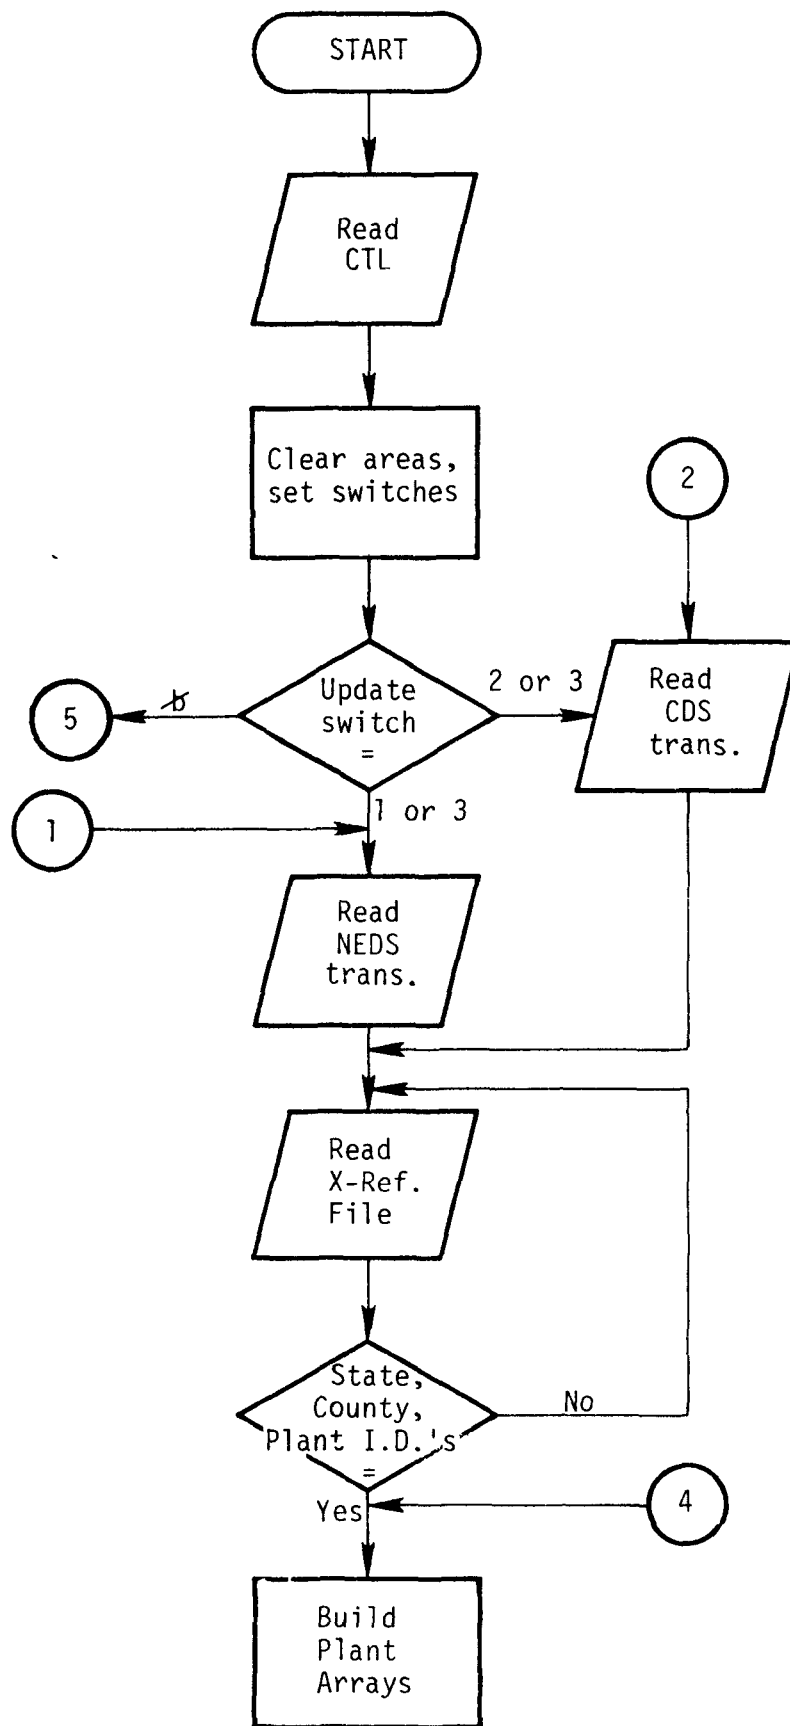 START
Read
CTL
Clear areas,
set switches
2
Update
switch
=
2 or 3
Read
CDS
trans.
5
b̸
1 or 3
1
Read
NEDS
trans.
Read
X-Ref.
File
State,
County,
Plant I.D.'s
=
No
Yes
4
Build
Plant
Arrays